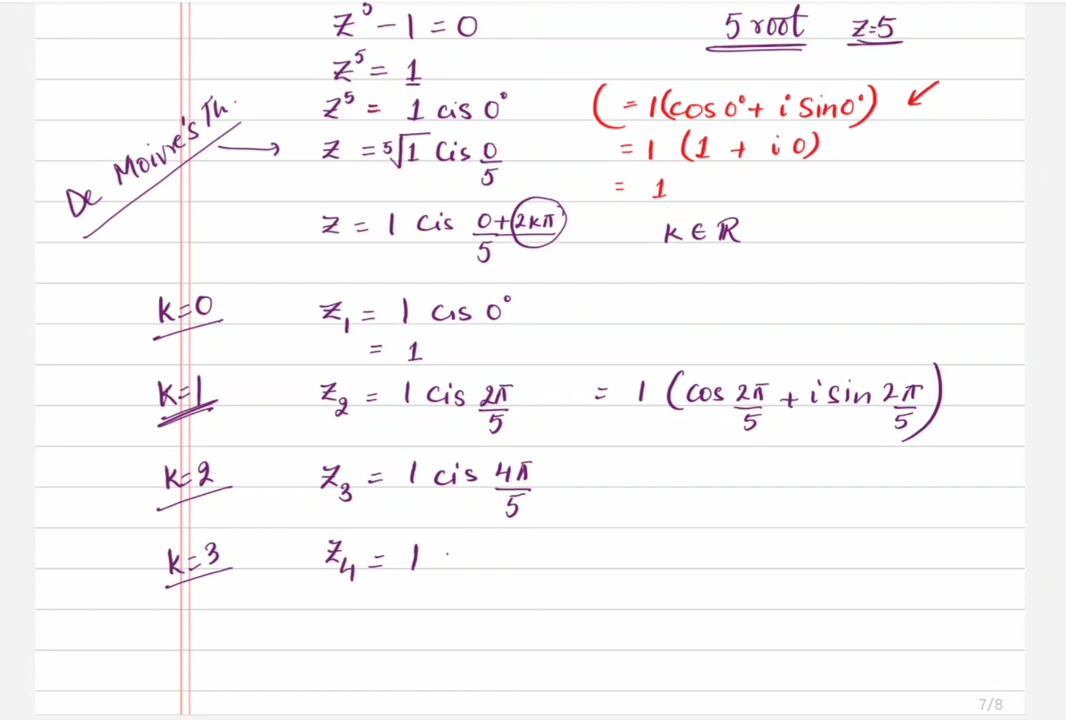 z⁵ - 1 = 0
5 root z=5
z⁵ = 1
z⁵ = 1 cis 0°
(= 1(cos 0° + i sin 0°)
De Moivre's Th.
z = ⁵√1 Cis 0/5
= 1 (1 + i 0)
= 1
z = 1 cis (0+2kπ)/5
k ∈ ℝ
k=0
z₁ = 1 cis 0°
= 1
k=1
z₂ = 1 cis 2π/5 = 1 (cos 2π/5 + i sin 2π/5)
k=2
z₃ = 1 cis 4π/5
k=3
z₄ = 1
7/8